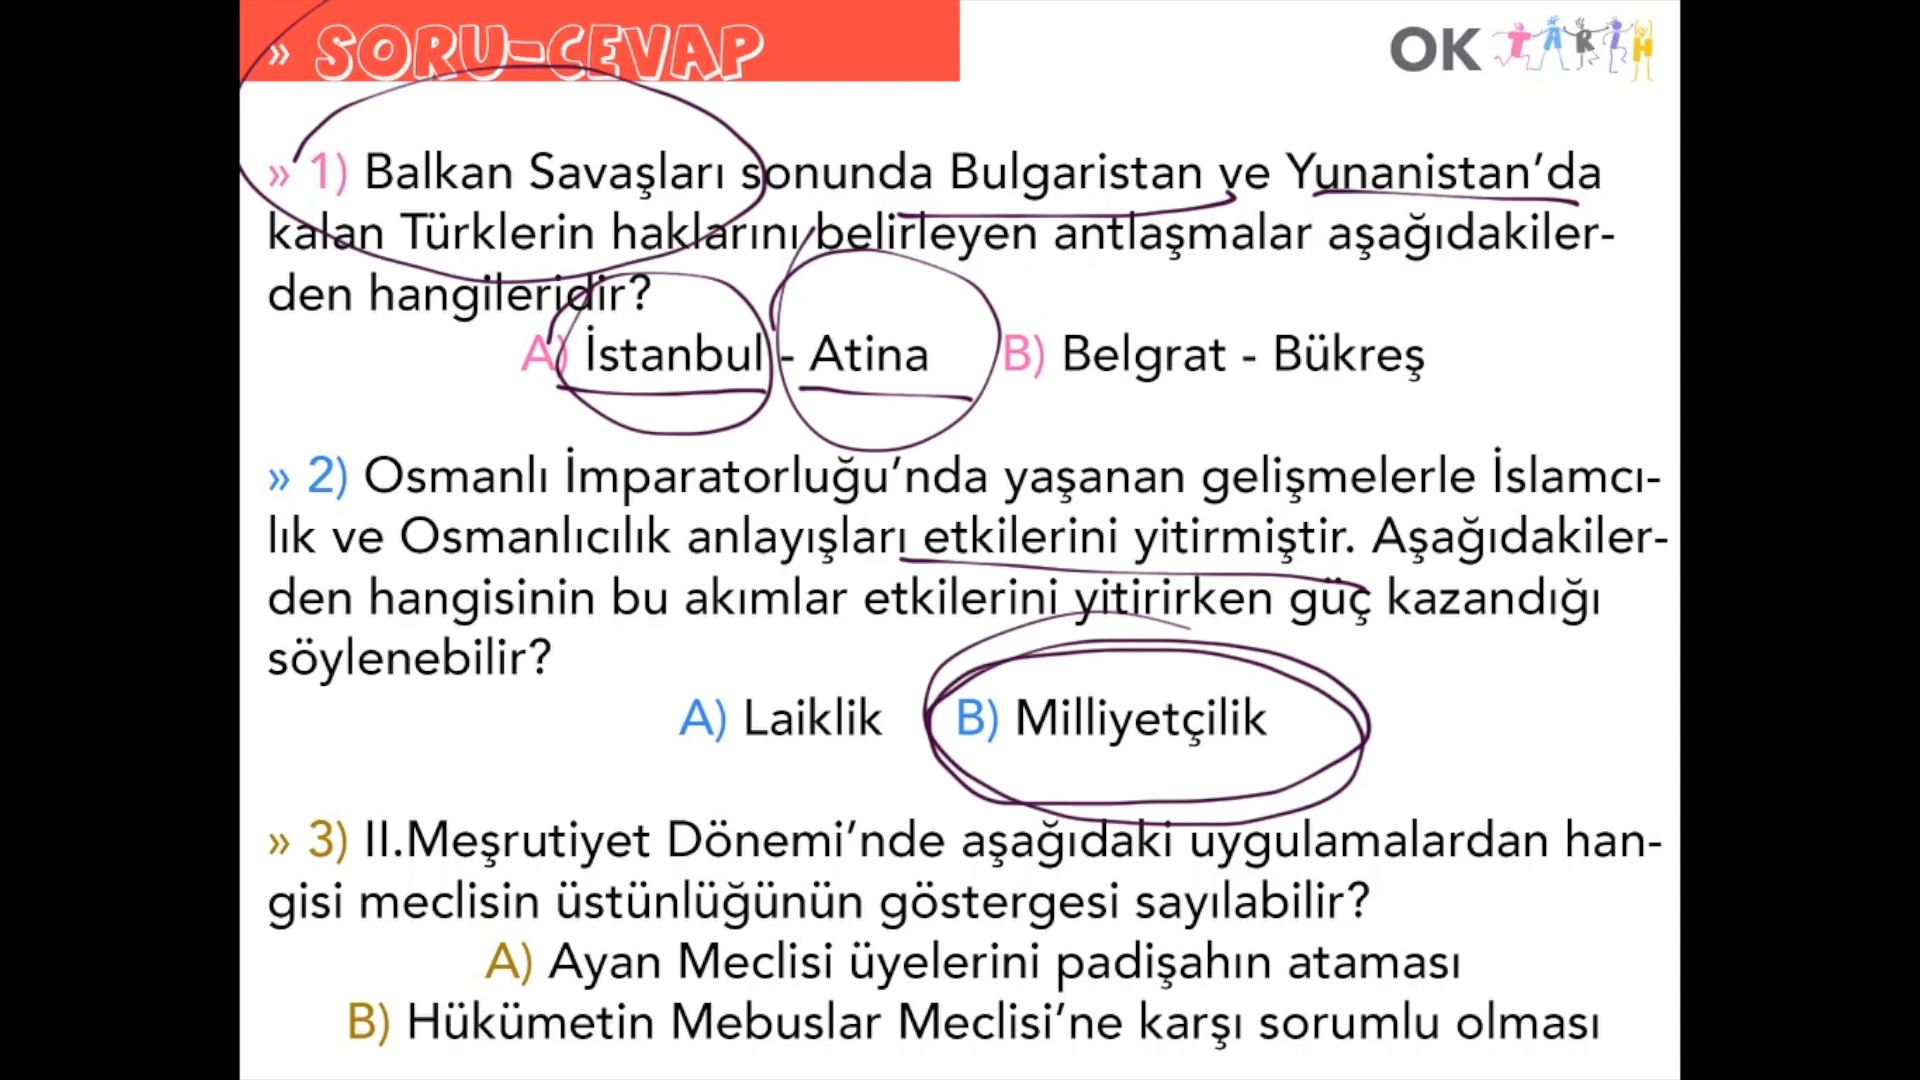 » SORU-CEVAP
OK TARİH
» 1) Balkan Savaşları sonunda Bulgaristan ve Yunanistan’da
kalan Türklerin haklarını belirleyen antlaşmalar aşağıdakiler-
den hangileridir?
A) İstanbul - Atina B) Belgrat - Bükreş
» 2) Osmanlı İmparatorluğu’nda yaşanan gelişmelerle İslamcı-
lık ve Osmanlıcılık anlayışları etkilerini yitirmiştir. Aşağıdakiler-
den hangisinin bu akımlar etkilerini yitirirken güç kazandığı
söylenebilir?
A) Laiklik B) Milliyetçilik
» 3) II.Meşrutiyet Dönemi’nde aşağıdaki uygulamalardan han-
gisi meclisin üstünlüğünün göstergesi sayılabilir?
A) Ayan Meclisi üyelerini padişahın ataması
B) Hükümetin Mebuslar Meclisi’ne karşı sorumlu olması